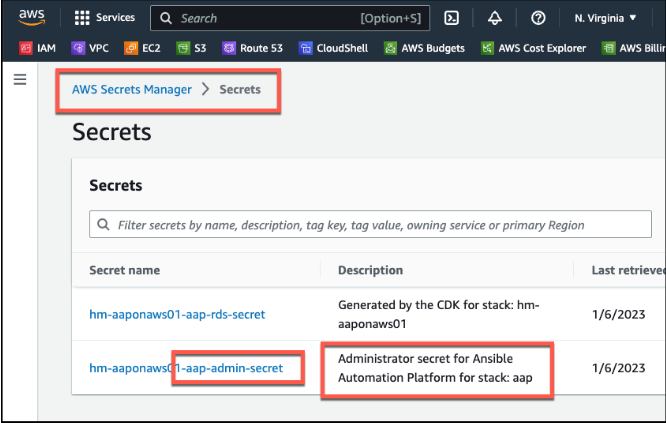 aws Services Search [Option+S] N. Virginia
IAM VPC EC2 S3 Route 53 CloudShell AWS Budgets AWS Cost Explorer AWS Billin
AWS Secrets Manager > Secrets
Secrets
Secrets
Filter secrets by name, description, tag key, tag value, owning service or primary Region
Secret name Description Last retrieved
hm-aaponaws01-aap-rds-secret Generated by the CDK for stack: hm-
aaponaws01 1/6/2023
hm-aaponaws01-aap-admin-secret Administrator secret for Ansible
Automation Platform for stack: aap 1/6/2023